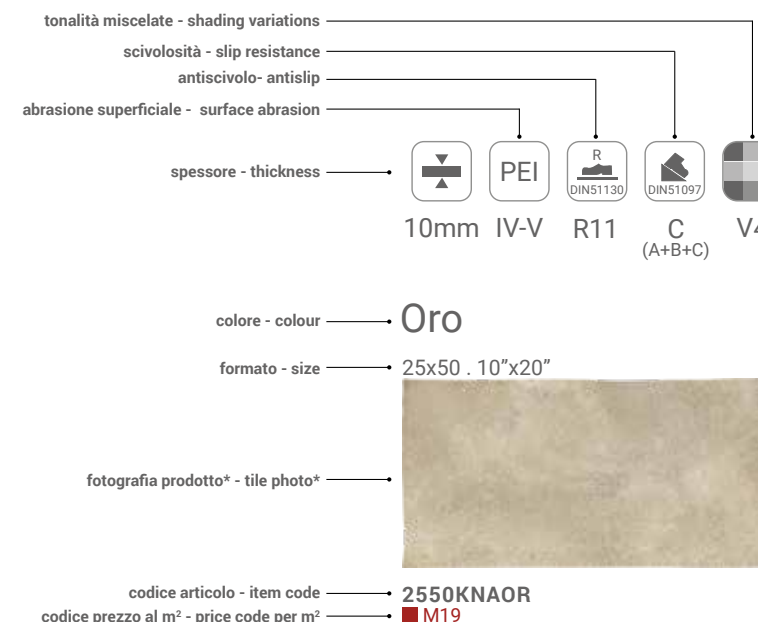 tonalità miscelate - shading variations
scivolosità - slip resistance
antiscivolo- antislip
abrasione superficiale - surface abrasion
spessore - thickness
PEI
R
DIN51130
DIN51097
10mm IV-V R11 C V4
(A+B+C)
colore - colour
Oro
formato - size
25x50 . 10”x20”
fotografia prodotto* - tile photo*
codice articolo - item code
2550KNAOR
codice prezzo al m² - price code per m²
M19